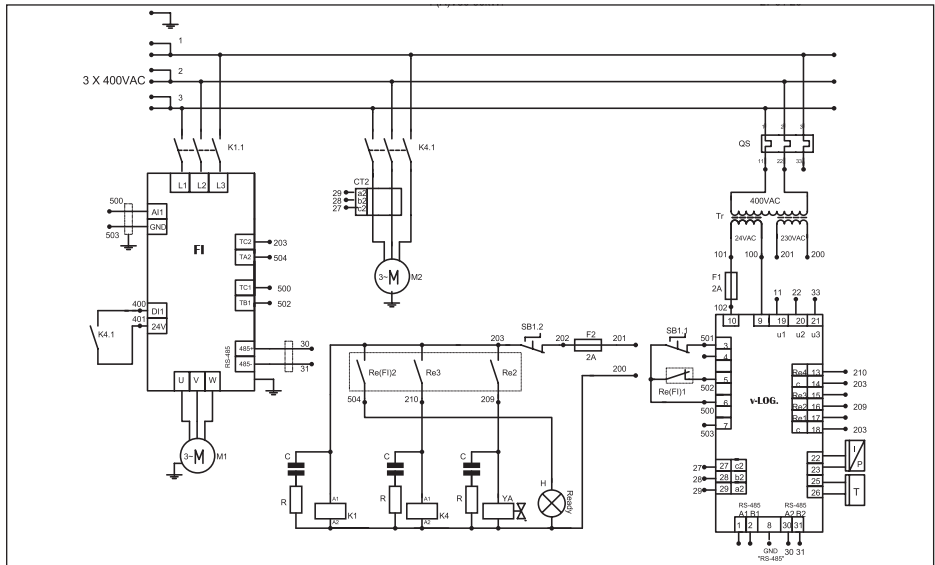 1
2
3 X 400VAC
3
K1.1
K4.1
1 2 3
QS
11 22 33
L1 L2 L3
CT2
29 a2
28 b2
27 c2
400VAC
Tr
24VAC 230VAC
500 AI1
503 GND
FI
TC2 203
TA2 504
TC1 500
TB1 502
3~M M2
101 100 201 200
F1
2A
102
11 22 33
400 DI1
401 24V
K4.1
RS-485
485+ 30
485- 31
U V W
3~M M1
SB1.2
203 202 F2 201
2A
200
Re(FI)2 Re3 Re2
504 210 209
SB1.1
501
502
Re(FI)1
500
503
10 9 19 20 21
u1 u2 u3
3
4
5
6
7
v-LOG.
Re4 13 210
c 14 203
Re3 15
Re2 16 209
Re1 17
c 18 203
22
23
I/P
25
26
T
27 27 c2
28 28 b2
29 29 a2
C C C
R R R
A1 A1 YA
K1 K4
A2 A2
H
Ready
RS-485 RS-485
A1 B1 A2 B2
1 2 8 30 31
GND 30 31
"RS-485"